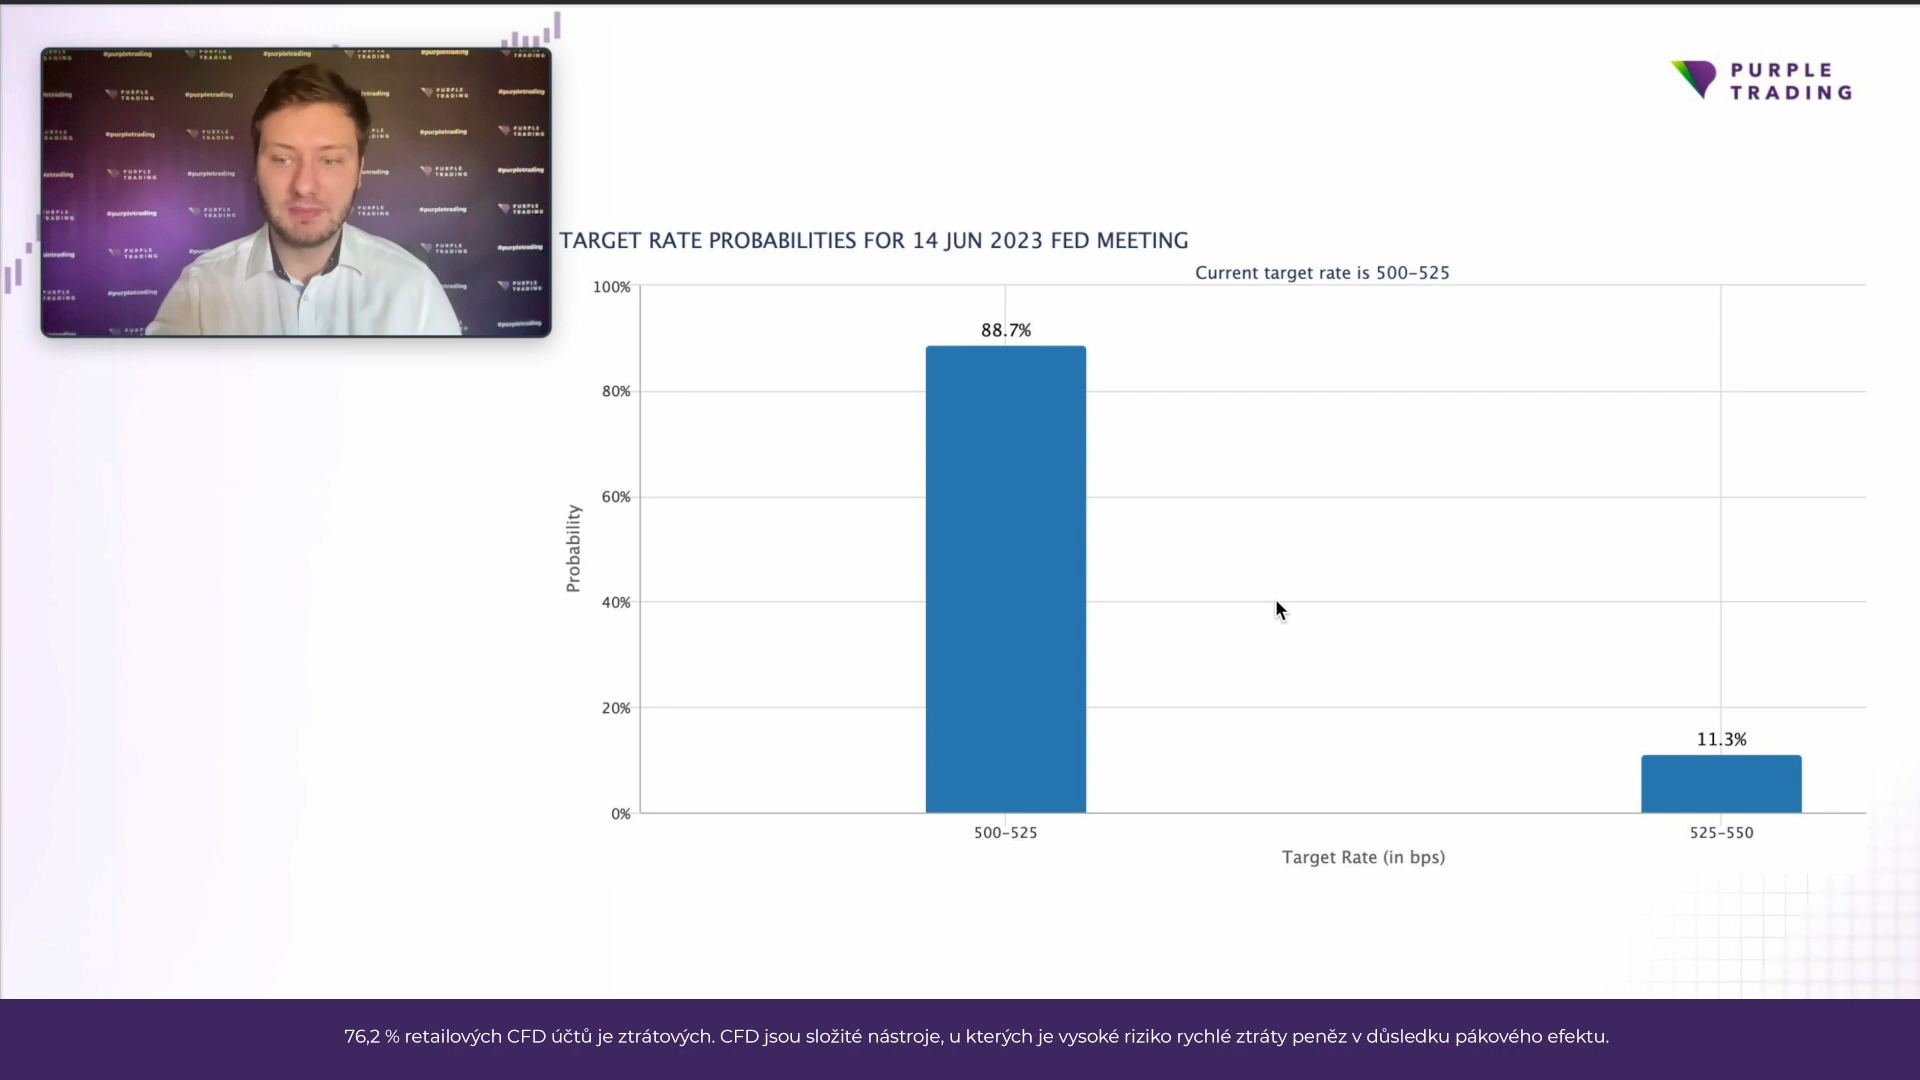 PURPLE
TRADING
#purpletrading
TARGET RATE PROBABILITIES FOR 14 JUN 2023 FED MEETING
Current target rate is 500–525
100%
80%
60%
40%
20%
0%
Probability
88.7%
11.3%
500–525
525–550
Target Rate (in bps)
76,2 % retailových CFD účtů je ztrátových. CFD jsou složité nástroje, u kterých je vysoké riziko rychlé ztráty peněz v důsledku pákového efektu.